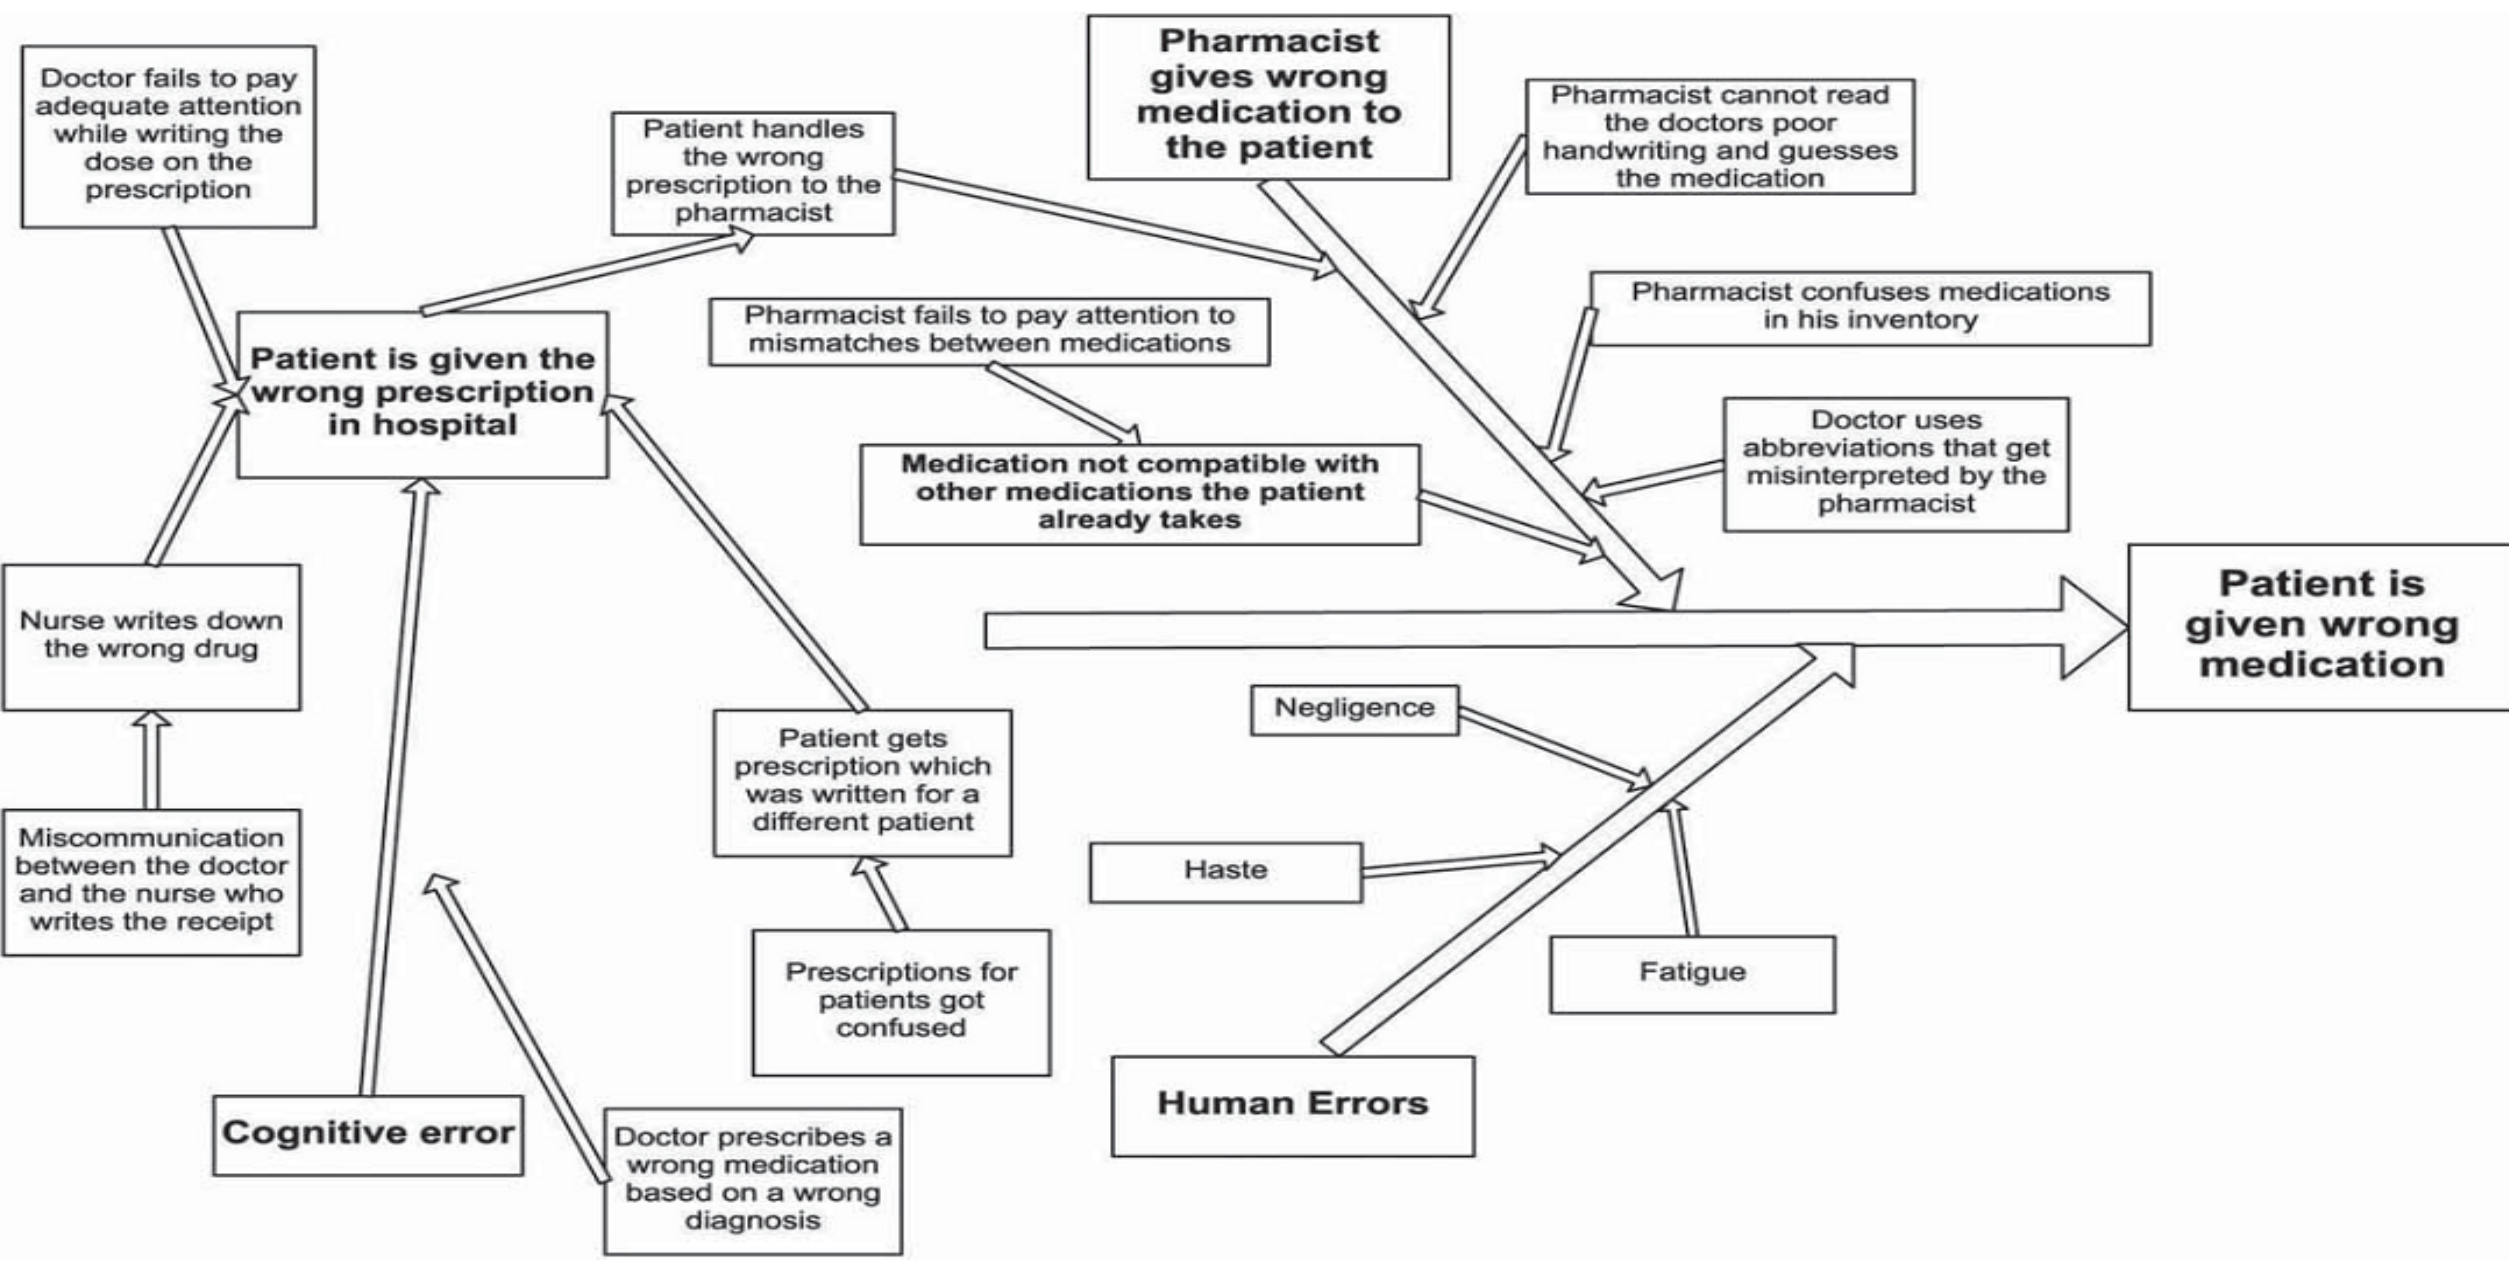 Doctor fails to pay
adequate attention
while writing the
dose on the
prescription
Patient handles
the wrong
prescription to the
pharmacist
Pharmacist
gives wrong
medication to
the patient
Pharmacist cannot read
the doctors poor
handwriting and guesses
the medication
Patient is given the
wrong prescription
in hospital
Pharmacist fails to pay attention to
mismatches between medications
Pharmacist confuses medications
in his inventory
Medication not compatible with
other medications the patient
already takes
Doctor uses
abbreviations that get
misinterpreted by the
pharmacist
Patient is
given wrong
medication
Nurse writes down
the wrong drug
Miscommunication
between the doctor
and the nurse who
writes the receipt
Patient gets
prescription which
was written for a
different patient
Negligence
Haste
Fatigue
Prescriptions for
patients got
confused
Cognitive error
Doctor prescribes a
wrong medication
based on a wrong
diagnosis
Human Errors